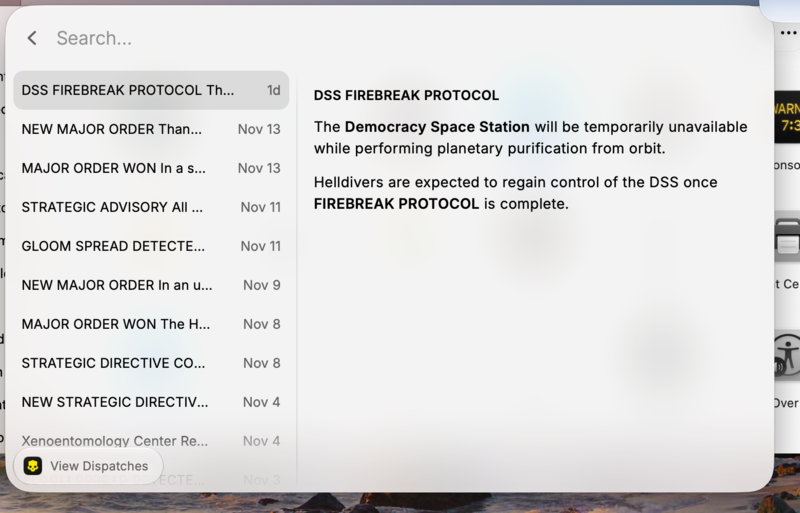 Search...
DSS FIREBREAK PROTOCOL Th... 1d
NEW MAJOR ORDER Than... Nov 13
MAJOR ORDER WON In a s... Nov 13
STRATEGIC ADVISORY All ... Nov 11
GLOOM SPREAD DETECTE... Nov 11
NEW MAJOR ORDER In an u... Nov 9
MAJOR ORDER WON The H... Nov 8
STRATEGIC DIRECTIVE CO... Nov 8
NEW STRATEGIC DIRECTIV... Nov 4
Xenoentomology Center Re... Nov 4
Nov 3
View Dispatches
DSS FIREBREAK PROTOCOL
The Democracy Space Station will be temporarily unavailable
while performing planetary purification from orbit.
Helldivers are expected to regain control of the DSS once
FIREBREAK PROTOCOL is complete.